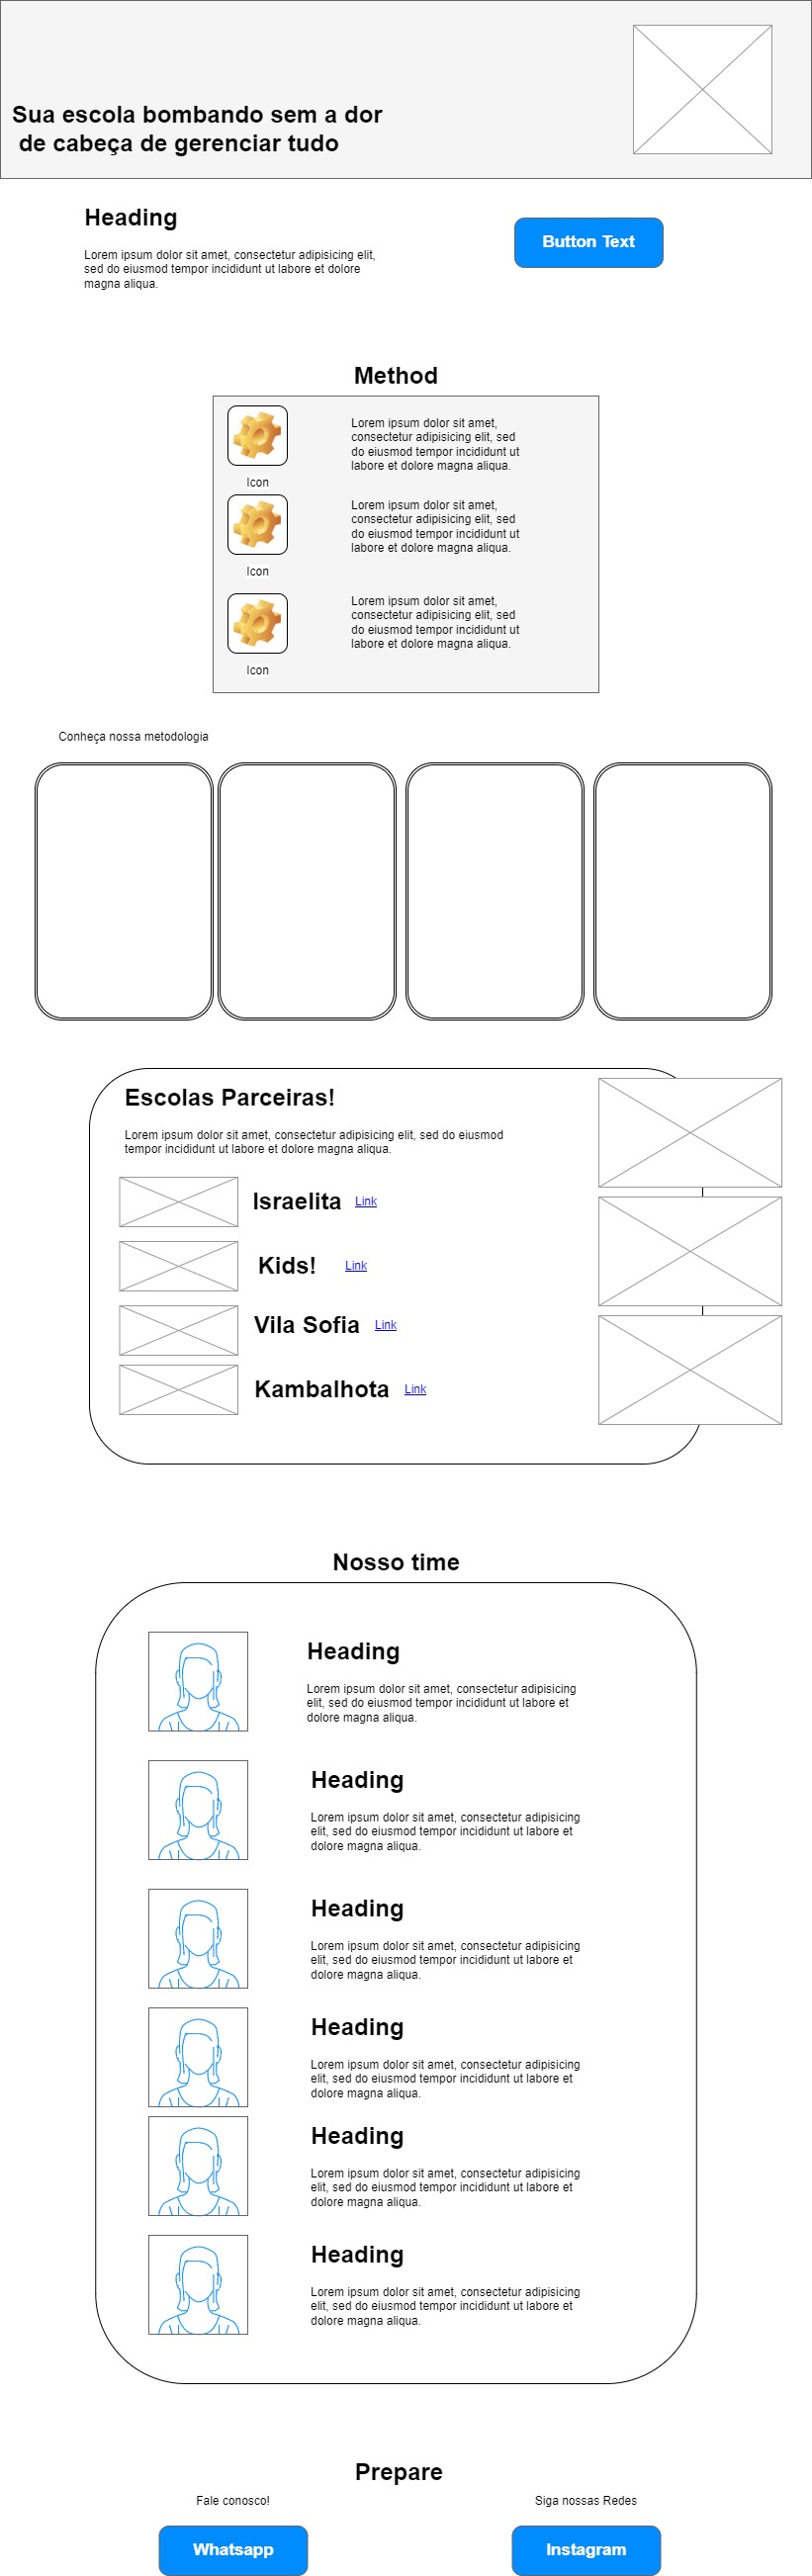 Sua escola bombando sem a dor
de cabeça de gerenciar tudo
Heading
Lorem ipsum dolor sit amet, consectetur adipisicing elit,
sed do eiusmod tempor incididunt ut labore et dolore
magna aliqua.
Button Text
Method
Icon
Lorem ipsum dolor sit amet,
consectetur adipisicing elit, sed
do eiusmod tempor incididunt ut
labore et dolore magna aliqua.
Icon
Lorem ipsum dolor sit amet,
consectetur adipisicing elit, sed
do eiusmod tempor incididunt ut
labore et dolore magna aliqua.
Icon
Lorem ipsum dolor sit amet,
consectetur adipisicing elit, sed
do eiusmod tempor incididunt ut
labore et dolore magna aliqua.
Conheça nossa metodologia
Escolas Parceiras!
Lorem ipsum dolor sit amet, consectetur adipisicing elit, sed do eiusmod
tempor incididunt ut labore et dolore magna aliqua.
Israelita Link
Kids! Link
Vila Sofia Link
Kambalhota Link
Nosso time
Heading
Lorem ipsum dolor sit amet, consectetur adipisicing
elit, sed do eiusmod tempor incididunt ut labore et
dolore magna aliqua.
Heading
Lorem ipsum dolor sit amet, consectetur adipisicing
elit, sed do eiusmod tempor incididunt ut labore et
dolore magna aliqua.
Heading
Lorem ipsum dolor sit amet, consectetur adipisicing
elit, sed do eiusmod tempor incididunt ut labore et
dolore magna aliqua.
Heading
Lorem ipsum dolor sit amet, consectetur adipisicing
elit, sed do eiusmod tempor incididunt ut labore et
dolore magna aliqua.
Heading
Lorem ipsum dolor sit amet, consectetur adipisicing
elit, sed do eiusmod tempor incididunt ut labore et
dolore magna aliqua.
Heading
Lorem ipsum dolor sit amet, consectetur adipisicing
elit, sed do eiusmod tempor incididunt ut labore et
dolore magna aliqua.
Prepare
Fale conosco!
Siga nossas Redes
Whatsapp
Instagram